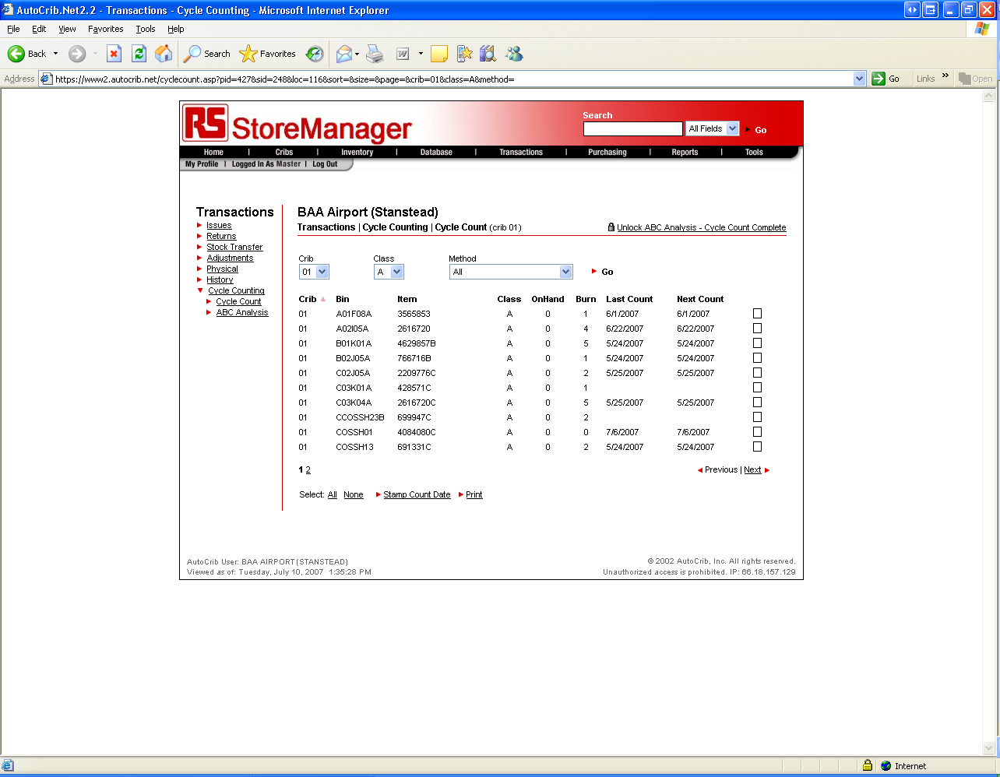 AutoCrib.Net2.2 - Transactions - Cycle Counting - Microsoft Internet Explorer
File Edit View Favorites Tools Help
Back Search Favorites
Address https://www2.autocrib.net/cyclecount.asp?pid=427&sid=248&loc=116&sort=&size=&page=&crib=01&class=A&method= Go Links » Open
RS StoreManager
Search
All Fields Go
Home | Cribs | Inventory | Database | Transactions | Purchasing | Reports | Tools
My Profile | Logged In As Master | Log Out
Transactions
Issues
Returns
Stock Transfer
Adjustments
Physical
History
Cycle Counting
Cycle Count
ABC Analysis
BAA Airport (Stanstead)
Transactions | Cycle Counting | Cycle Count (crib 01) Unlock ABC Analysis - Cycle Count Complete
Crib Class Method
01 A All Go
Crib Bin Item Class OnHand Burn Last Count Next Count
01 A01F08A 3565853 A 0 1 6/1/2007 6/1/2007
01 A02I05A 2616720 A 0 4 6/22/2007 6/22/2007
01 B01K01A 4629857B A 0 5 5/24/2007 5/24/2007
01 B02J05A 766716B A 0 1 5/24/2007 5/24/2007
01 C02J05A 2209776C A 0 2 5/25/2007 5/25/2007
01 C03K01A 428571C A 0 1
01 C03K04A 2616720C A 0 5 5/25/2007 5/25/2007
01 CCOSSH23B 699947C A 0 2
01 COSSH01 4084080C A 0 0 7/6/2007 7/6/2007
01 COSSH13 691331C A 0 2 5/24/2007 5/24/2007
1 2 Previous | Next
Select: All None Stamp Count Date Print
AutoCrib User: BAA AIRPORT (STANSTEAD) © 2002 AutoCrib, Inc. All rights reserved.
Viewed as of: Tuesday, July 10, 2007 1:35:28 PM Unauthorized access is prohibited. IP: 66.18.157.129
Internet